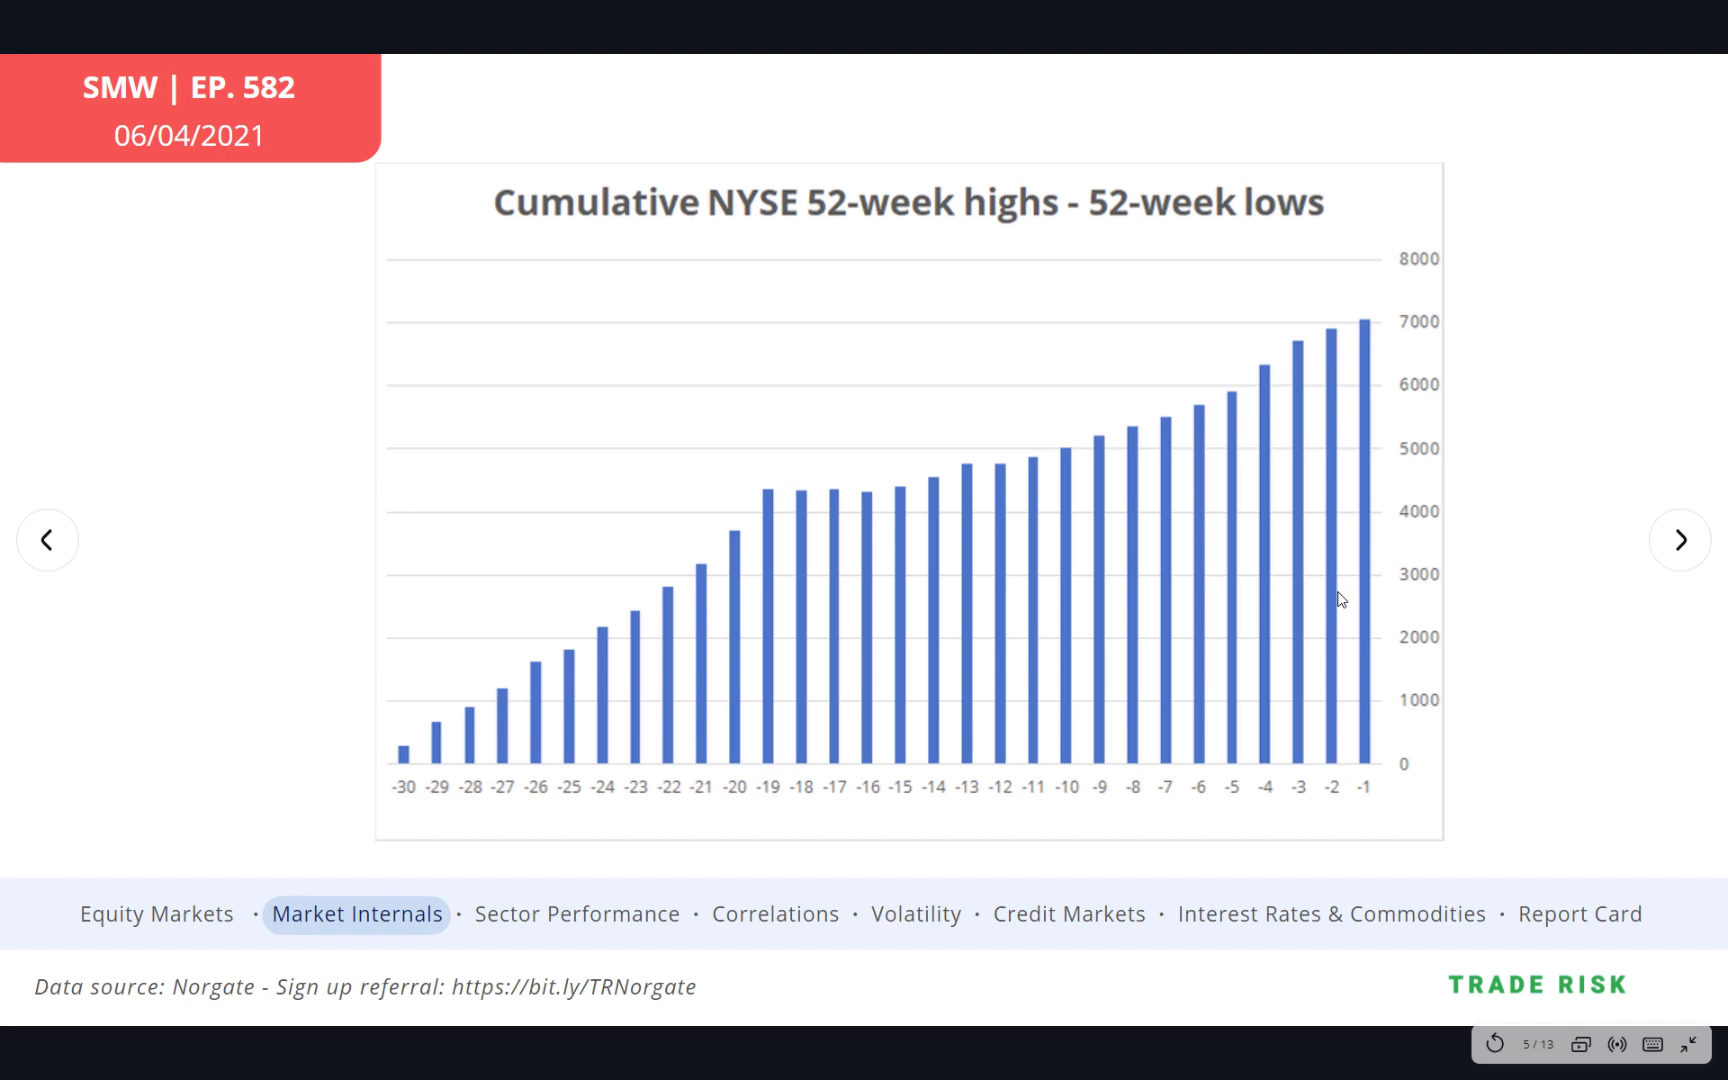 SMW | EP. 582
06/04/2021
Cumulative NYSE 52-week highs - 52-week lows
8000
7000
6000
5000
4000
3000
2000
1000
0
-30 -29 -28 -27 -26 -25 -24 -23 -22 -21 -20 -19 -18 -17 -16 -15 -14 -13 -12 -11 -10 -9 -8 -7 -6 -5 -4 -3 -2 -1
Equity Markets · Market Internals · Sector Performance · Correlations · Volatility · Credit Markets · Interest Rates & Commodities · Report Card
Data source: Norgate - Sign up referral: https://bit.ly/TRNorgate
TRADE RISK
5 / 13